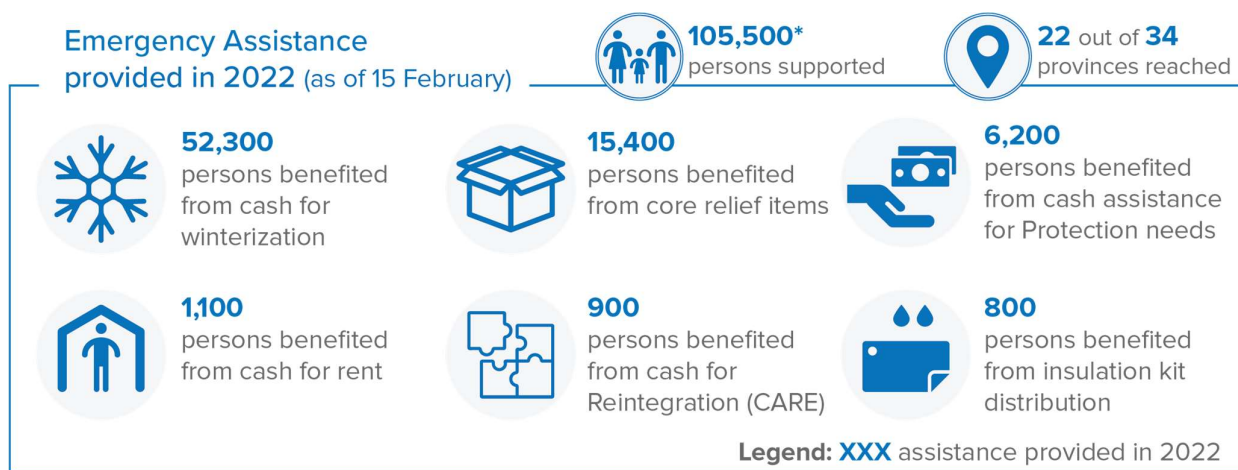 Emergency Assistance
provided in 2022 (as of 15 February)
105,500*
persons supported
22 out of 34
provinces reached
52,300
persons benefited
from cash for
winterization
15,400
persons benefited
from core relief items
6,200
persons benefited
from cash assistance
for Protection needs
1,100
persons benefited
from cash for rent
900
persons benefited
from cash for
Reintegration (CARE)
800
persons benefited
from insulation kit
distribution
Legend: XXX assistance provided in 2022